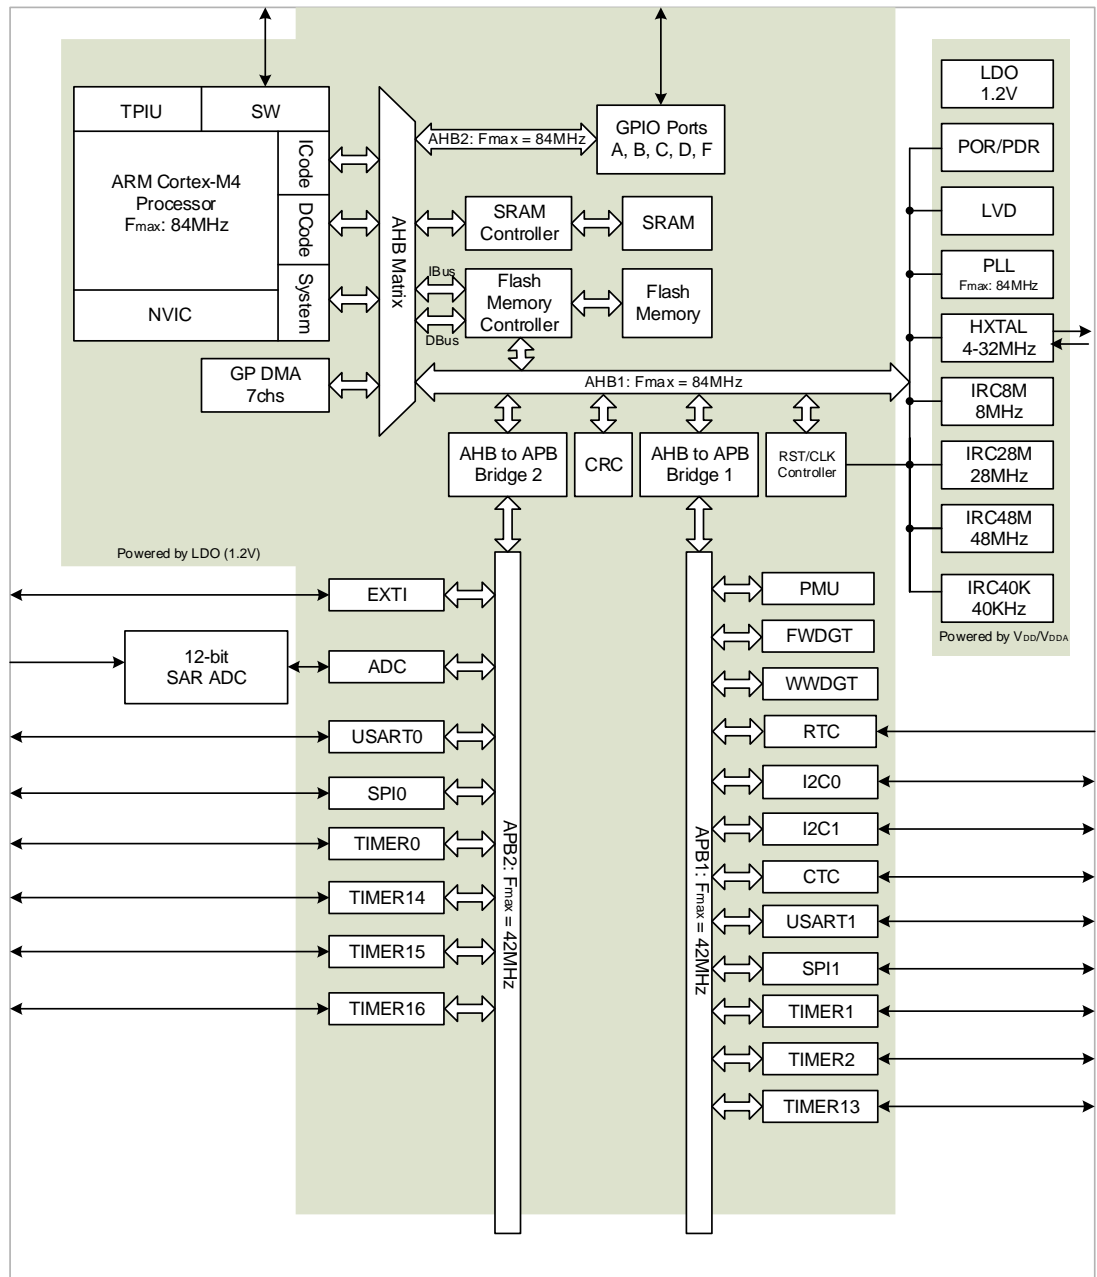 TPIU
SW
ARM Cortex-M4
Processor
Fmax: 84MHz
ICode
DCode
System
NVIC
GP DMA
7chs
AHB Matrix
AHB2: Fmax = 84MHz
GPIO Ports
A, B, C, D, F
SRAM
Controller
SRAM
IBus
DBus
Flash
Memory
Controller
Flash
Memory
AHB1: Fmax = 84MHz
AHB to APB
Bridge 2
CRC
AHB to APB
Bridge 1
RST/CLK
Controller
LDO
1.2V
POR/PDR
LVD
PLL
Fmax: 84MHz
HXTAL
4-32MHz
IRC8M
8MHz
IRC28M
28MHz
IRC48M
48MHz
IRC40K
40KHz
Powered by VDD/VDDA
Powered by LDO (1.2V)
EXTI
12-bit
SAR ADC
ADC
USART0
SPI0
TIMER0
TIMER14
TIMER15
TIMER16
APB2: Fmax = 42MHz
APB1: Fmax = 42MHz
PMU
FWDGT
WWDGT
RTC
I2C0
I2C1
CTC
USART1
SPI1
TIMER1
TIMER2
TIMER13